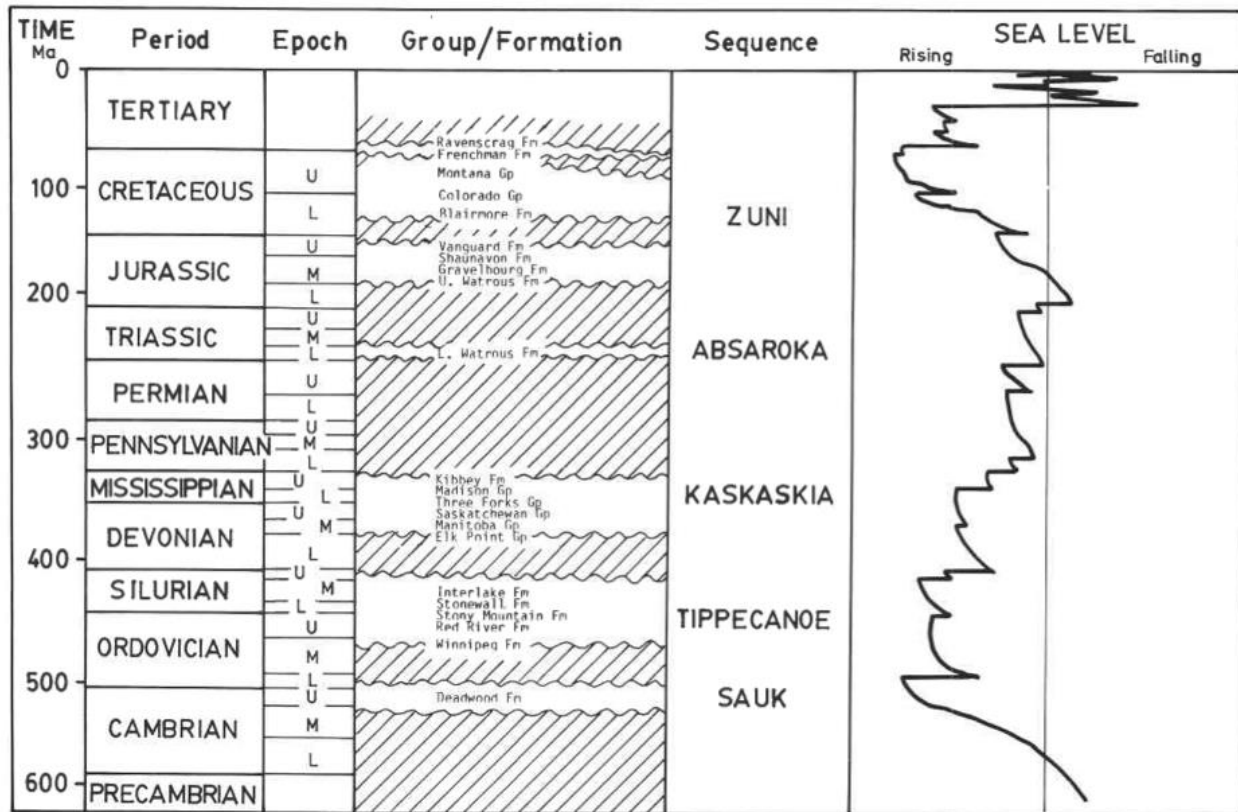 TIME Ma Period Epoch Group/Formation Sequence SEA LEVEL
Rising Falling
0
TERTIARY
Ravenscrag Fm
Frenchman Fm
Montana Gp
U
100
CRETACEOUS
Colorado Gp
L
Blairmore Fm
ZUNI
U
Vanguard Fm
Shaunavon Fm
JURASSIC
M
Gravelbourg Fm
U. Watrous Fm
200
L
U
TRIASSIC
M
L
L. Watrous Fm
ABSAROKA
PERMIAN
U
L
300
PENNSYLVANIAN
U
M
L
MISSISSIPPIAN
U
L
Kibbey Fm
Madison Gp
Three Forks Gp
Saskatchewan Gp
Manitoba Gp
Elk Point Gp
KASKASKIA
DEVONIAN
U
M
L
400
SILURIAN
U
M
L
Interlake Fm
Stonewall Fm
Stony Mountain Fm
Red River Fm
Winnipeg Fm
TIPPECANOE
ORDOVICIAN
U
M
L
500
CAMBRIAN
U
M
L
Deadwood Fm
SAUK
600
PRECAMBRIAN